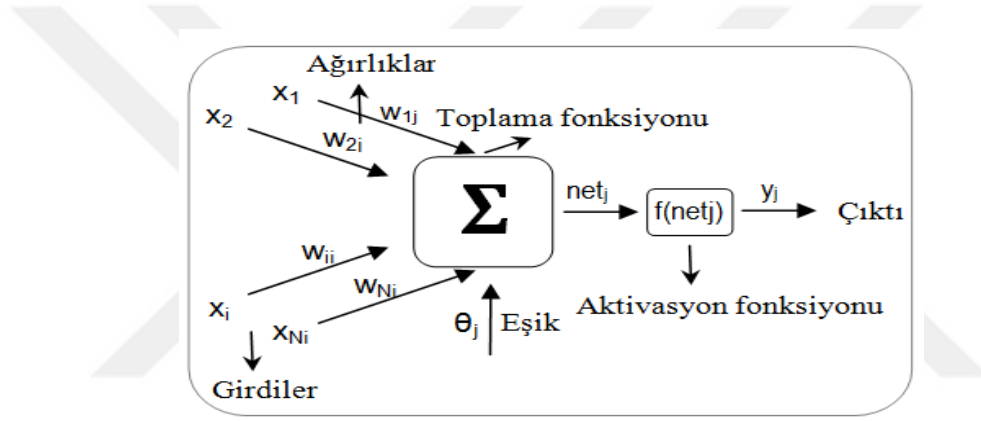 Ağırlıklar
x₁
w₁ⱼ
Toplama fonksiyonu
x₂
w₂ᵢ
Σ
netⱼ
f(netj)
yⱼ
Çıktı
wᵢᵢ
xᵢ
wNᵢ
xNᵢ
θⱼ Eşik
Aktivasyon fonksiyonu
Girdiler